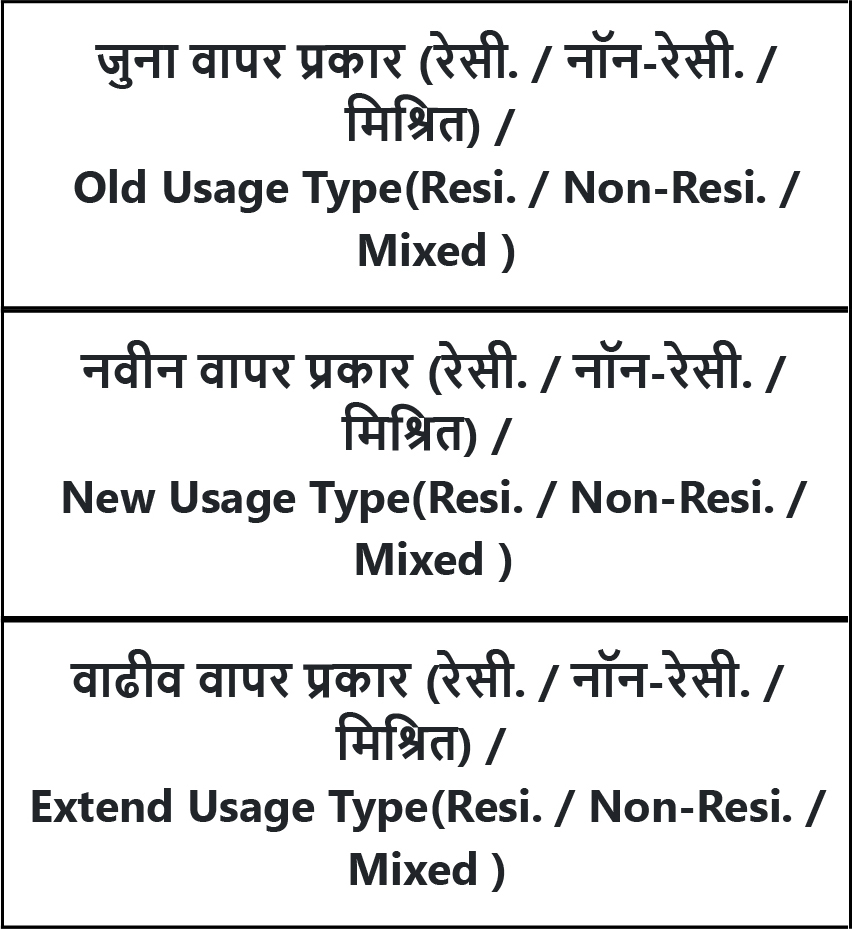 जुना वापर प्रकार (रेसी. / नॉन-रेसी. /
मिश्रित) /
Old Usage Type(Resi. / Non-Resi. /
Mixed )
नवीन वापर प्रकार (रेसी. / नॉन-रेसी. /
मिश्रित) /
New Usage Type(Resi. / Non-Resi. /
Mixed )
वाढीव वापर प्रकार (रेसी. / नॉन-रेसी. /
मिश्रित) /
Extend Usage Type(Resi. / Non-Resi. /
Mixed )